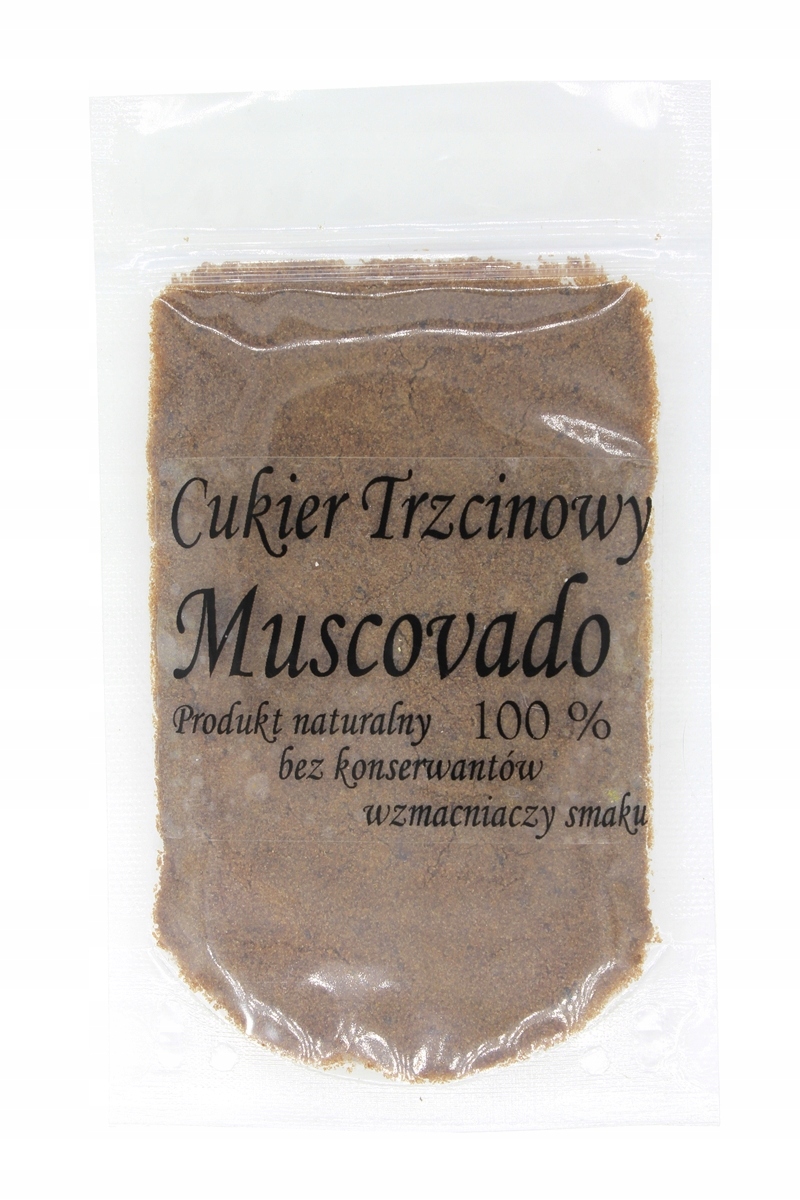 Cukier Trzcinowy
Muscovado
Produkt naturalny 100 %
bez konserwantów
wzmacniaczy smaku